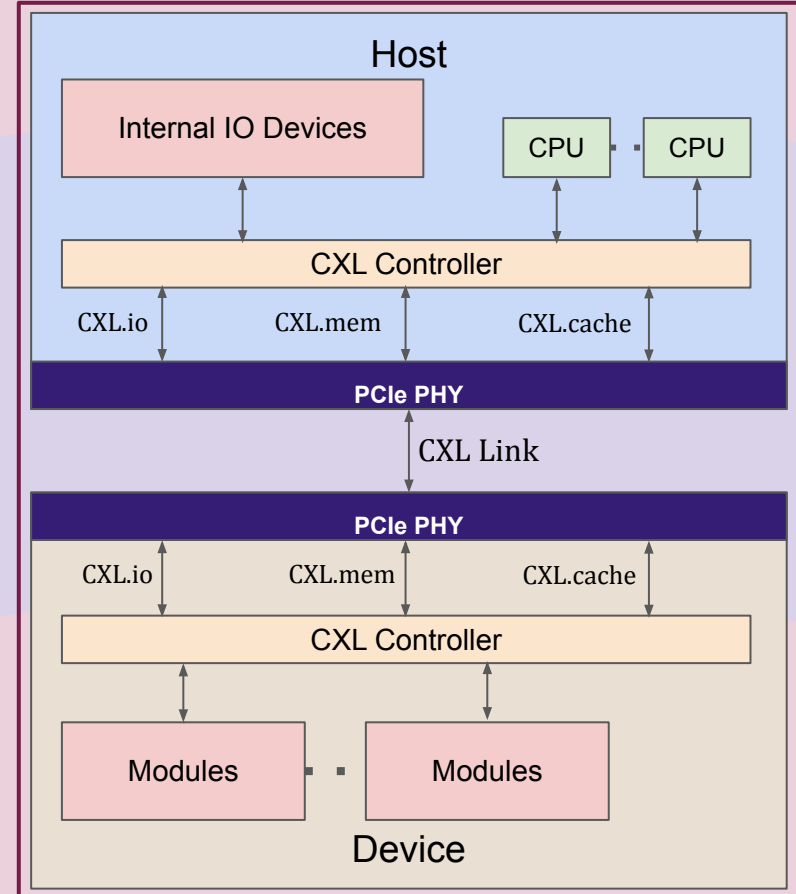 Host
Internal IO Devices
CPU
CPU
CXL Controller
CXL.io
CXL.mem
CXL.cache
PCIe PHY
CXL Link
PCIe PHY
CXL.io
CXL.mem
CXL.cache
CXL Controller
Modules
Modules
Device